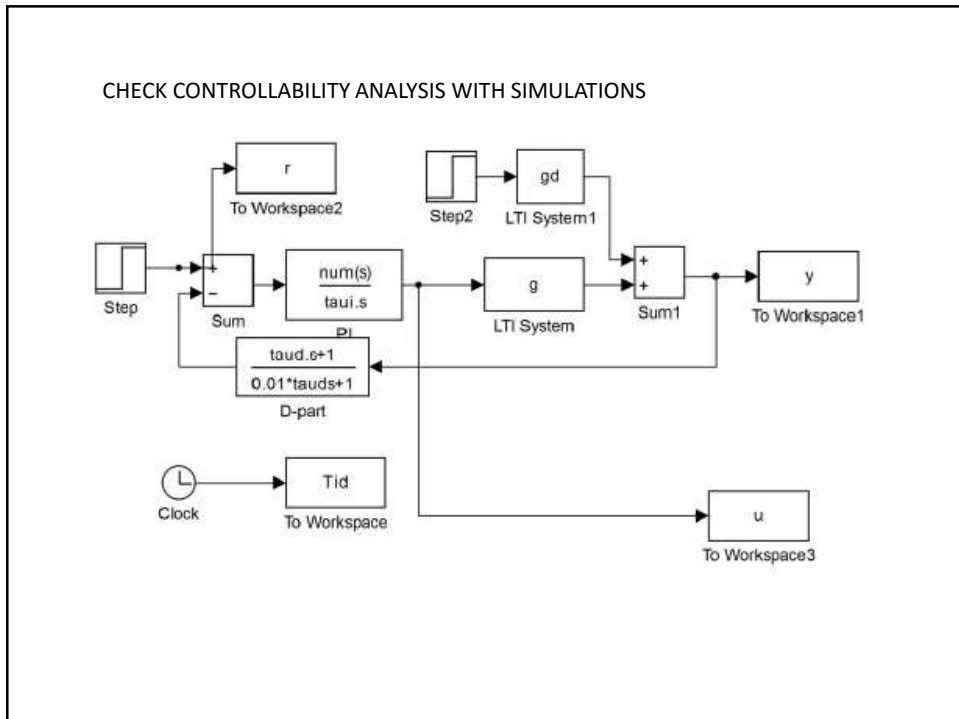 CHECK CONTROLLABILITY ANALYSIS WITH SIMULATIONS
r
To Workspace2
Step2
gd
LTI System1
Step
+
−
Sum
num(s)
taui.s
PI
g
LTI System
+
+
Sum1
y
To Workspace1
taud.s+1
0.01*tauds+1
D-part
Clock
Tid
To Workspace
u
To Workspace3